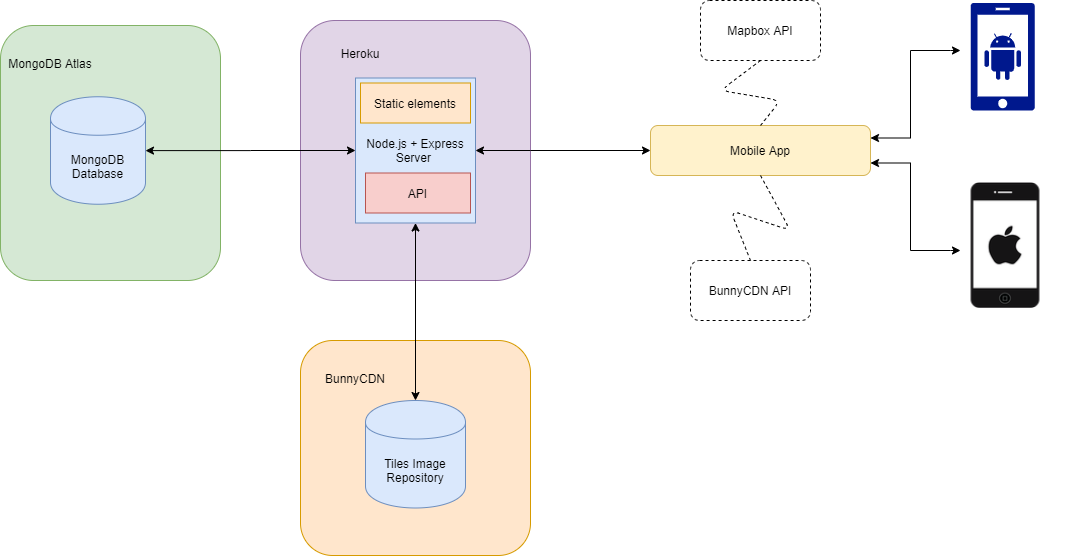 MongoDB Atlas
MongoDB
Database
Heroku
Static elements
Node.js + Express
Server
API
BunnyCDN
Tiles Image
Repository
Mapbox API
Mobile App
BunnyCDN API